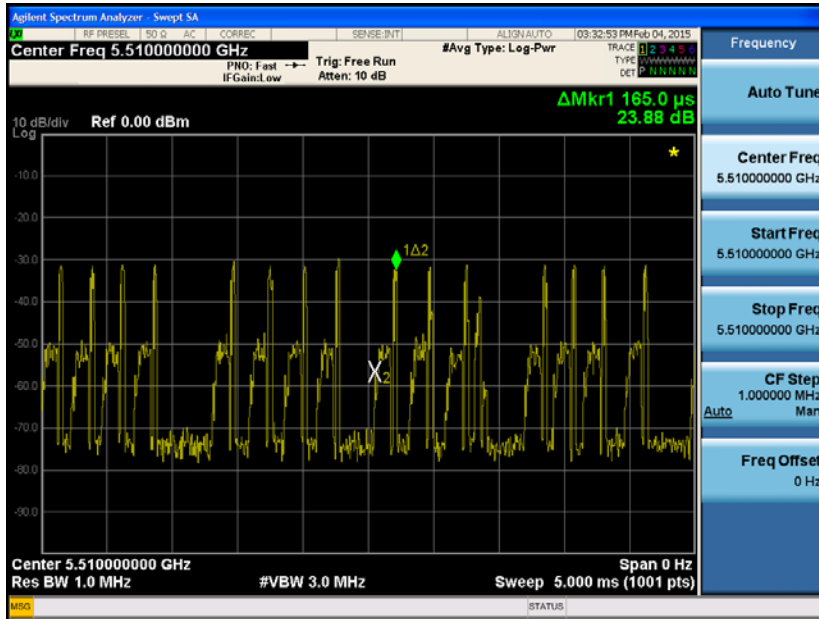 Agilent Spectrum Analyzer - Swept SA
RF PRESEL 50 Ω AC CORREC SENSE:INT ALIGN AUTO 03:32:53 PM Feb 04, 2015
Center Freq 5.510000000 GHz
PNO: Fast
IFGain:Low
Trig: Free Run
Atten: 10 dB
#Avg Type: Log-Pwr
TRACE 1 2 3 4 5 6
TYPE
DET P N N N N N
ΔMkr1 165.0 µs
23.88 dB
10 dB/div Ref 0.00 dBm
Log
-10.0
-20.0
-30.0
-40.0
-50.0
-60.0
-70.0
-80.0
-90.0
1Δ2
2
*
Center 5.510000000 GHz Span 0 Hz
Res BW 1.0 MHz #VBW 3.0 MHz Sweep 5.000 ms (1001 pts)
MSG STATUS
Frequency
Auto Tune
Center Freq
5.510000000 GHz
Start Freq
5.510000000 GHz
Stop Freq
5.510000000 GHz
CF Step
1.000000 MHz
Auto Man
Freq Offset
0 Hz